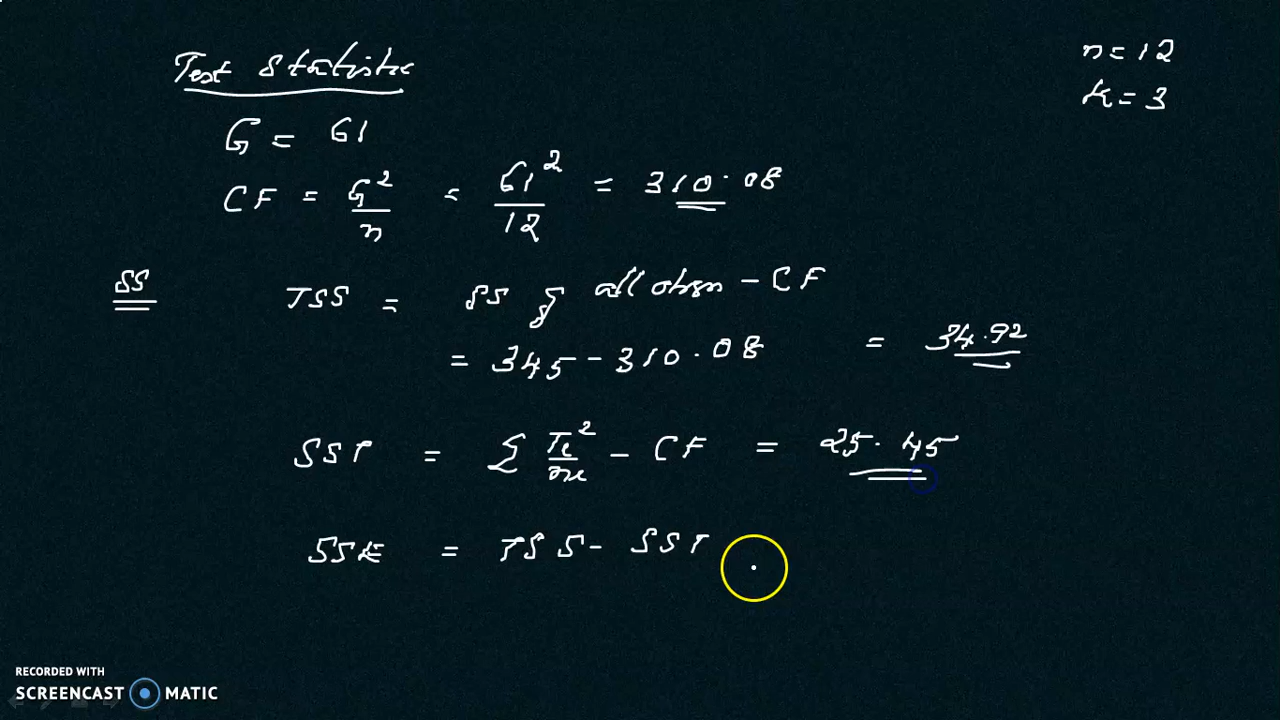 Test Statistic
n = 12
k = 3
G = 61
CF = G²/n = 61²/12 = 310.08
SS
TSS = SS of all obsn - CF
= 345 - 310.08 = 34.92
SST = Σ Ti²/ni - CF = 25.45
SSE = TSS - SST
RECORDED WITH
SCREENCAST MATIC